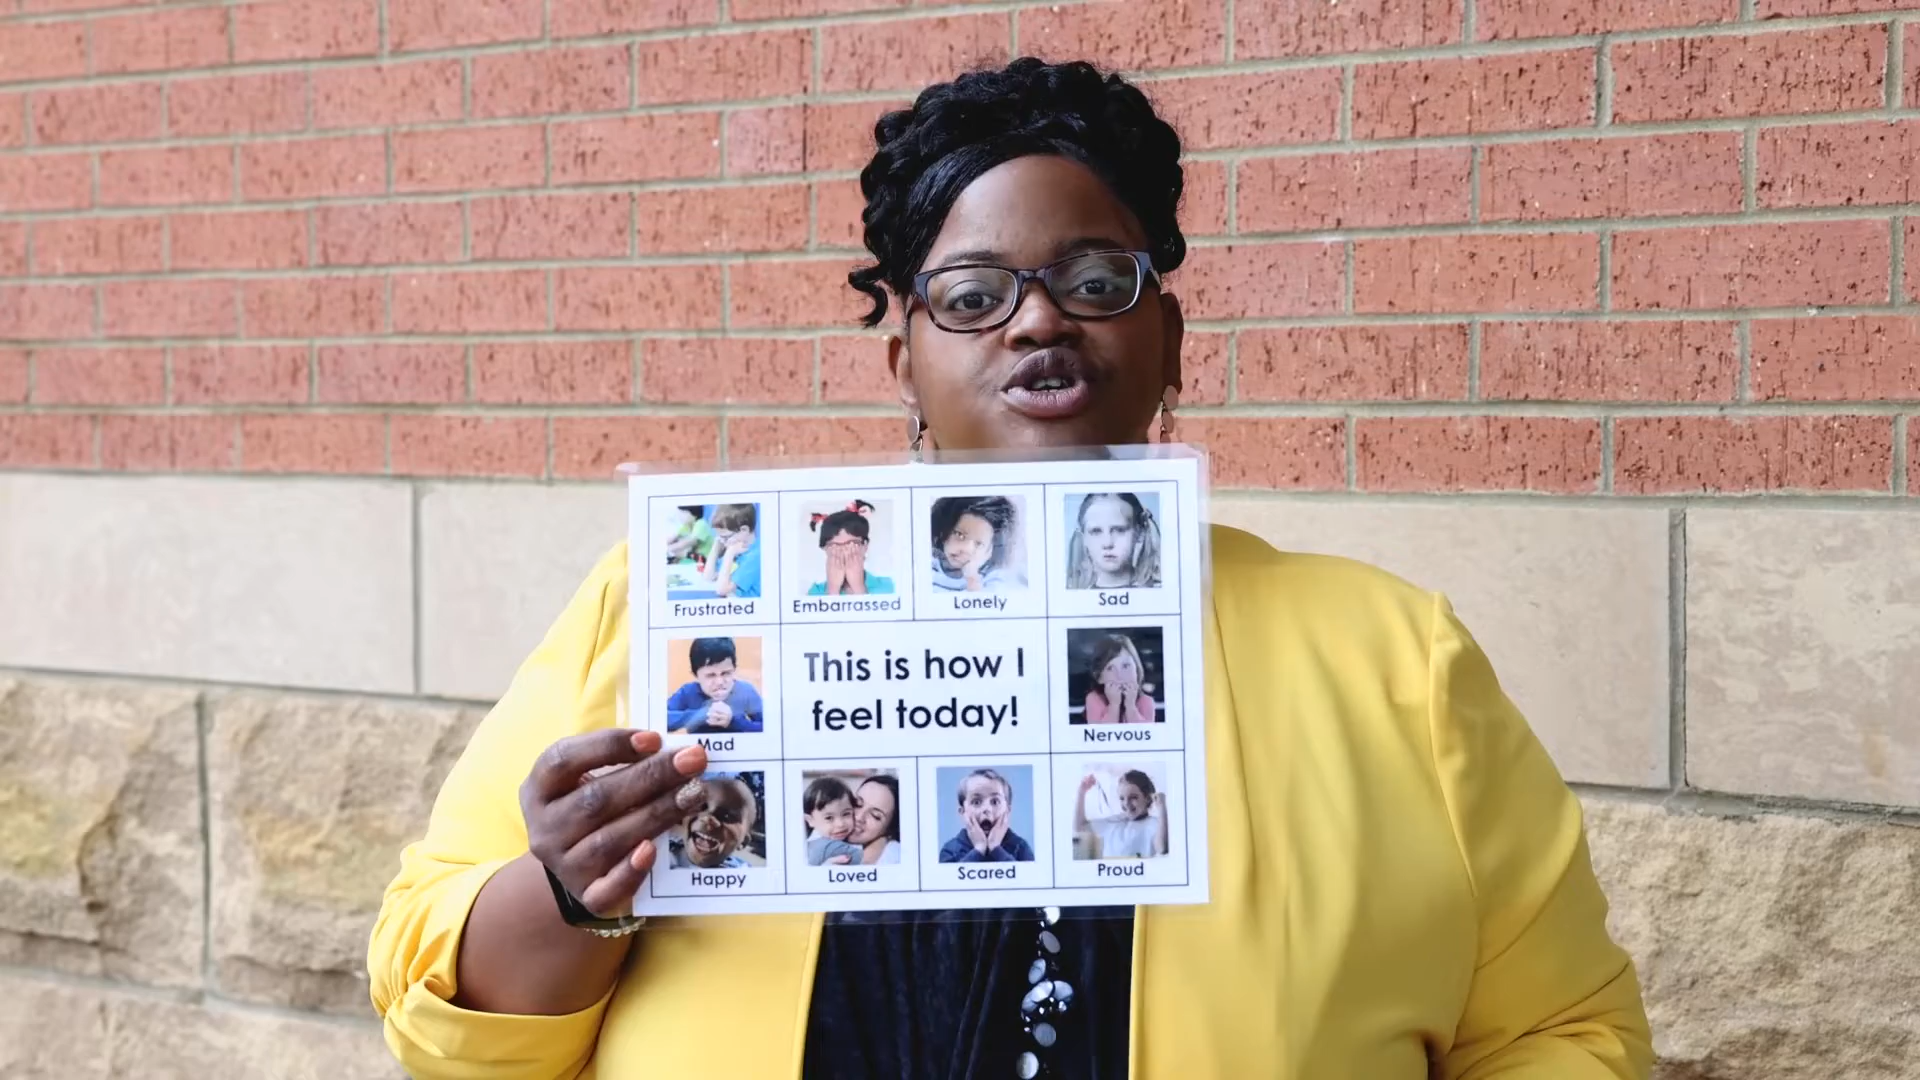 Frustrated
Embarrassed
Lonely
Sad
This is how I
feel today!
Mad
Nervous
Happy
Loved
Scared
Proud